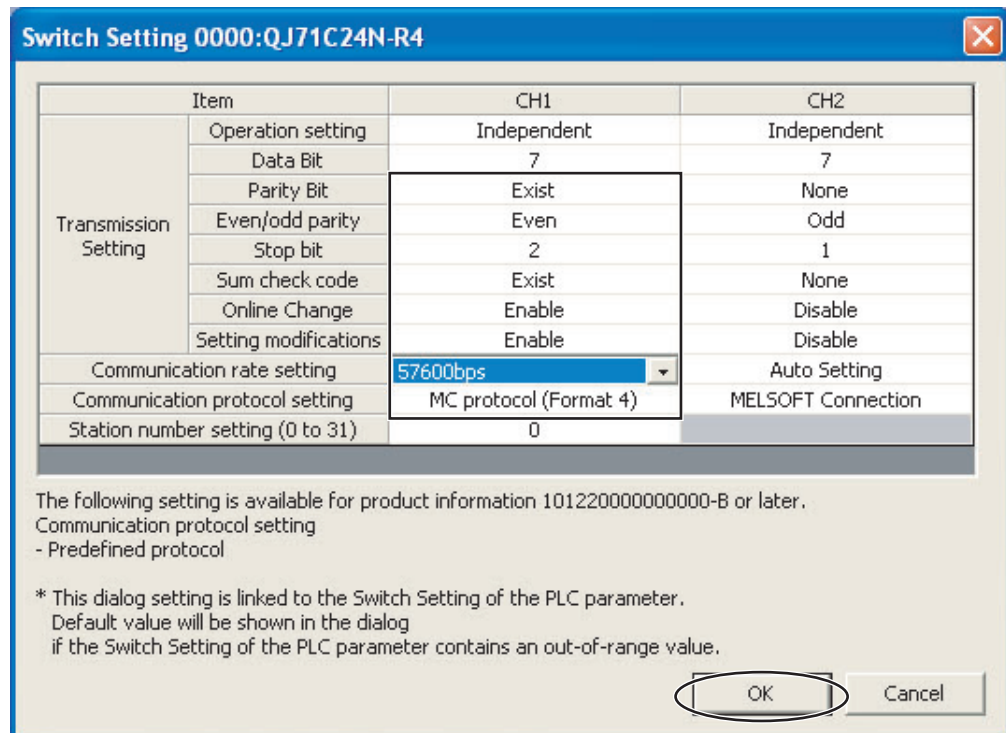 Switch Setting 0000:QJ71C24N-R4
Item CH1 CH2
Transmission Setting
Operation setting Independent Independent
Data Bit 7 7
Parity Bit Exist None
Even/odd parity Even Odd
Stop bit 2 1
Sum check code Exist None
Online Change Enable Disable
Setting modifications Enable Disable
Communication rate setting 57600bps Auto Setting
Communication protocol setting MC protocol (Format 4) MELSOFT Connection
Station number setting (0 to 31) 0
The following setting is available for product information 101220000000000-B or later.
Communication protocol setting
- Predefined protocol
* This dialog setting is linked to the Switch Setting of the PLC parameter.
Default value will be shown in the dialog
if the Switch Setting of the PLC parameter contains an out-of-range value.
OK Cancel